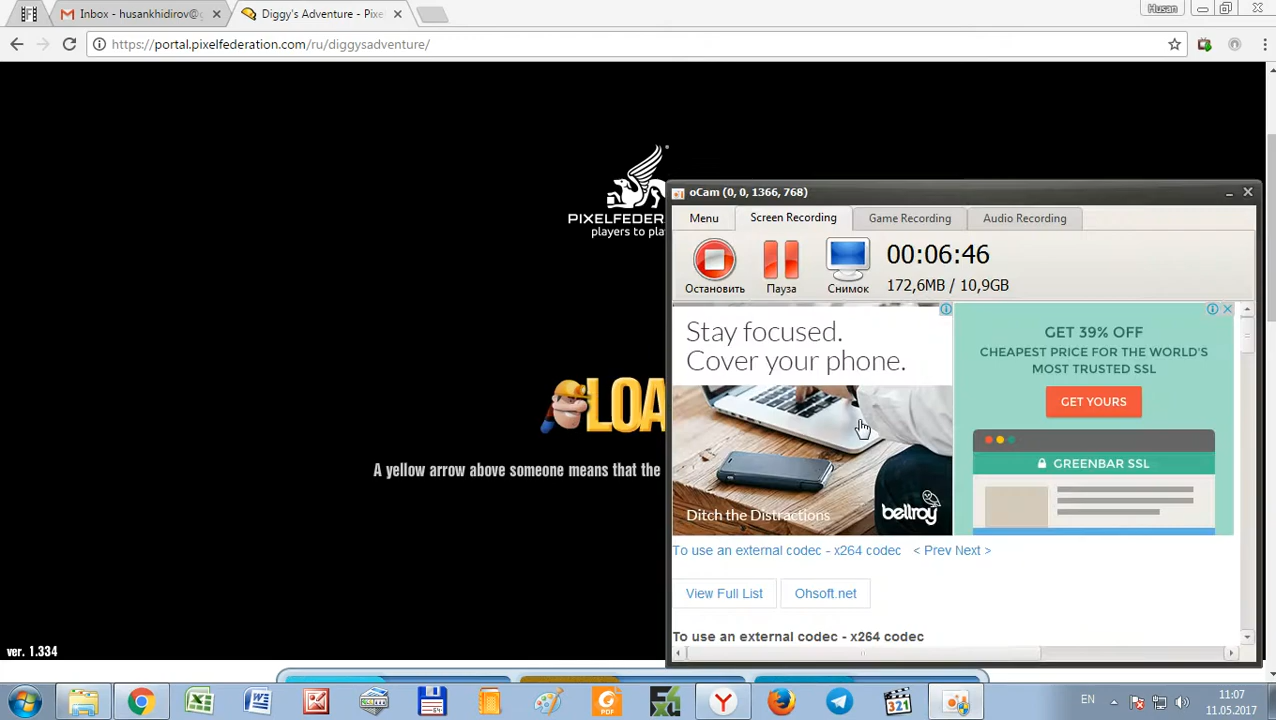 Inbox - husankhidirov@g
Diggy's Adventure - Pixe
Husan
https://portal.pixelfederation.com/ru/diggysadventure/
PIXELFEDER
players to pla
LOA
A yellow arrow above someone means that the
ver. 1.334
oCam (0, 0, 1366, 768)
Menu
Screen Recording
Game Recording
Audio Recording
00:06:46
172,6MB / 10,9GB
Остановить
Пауза
Снимок
Stay focused.
Cover your phone.
Ditch the Distractions
bellroy
GET 39% OFF
CHEAPEST PRICE FOR THE WORLD'S
MOST TRUSTED SSL
GET YOURS
GREENBAR SSL
To use an external codec - x264 codec < Prev Next >
View Full List
Ohsoft.net
To use an external codec - x264 codec
PDF
321
EN
11:07
11.05.2017